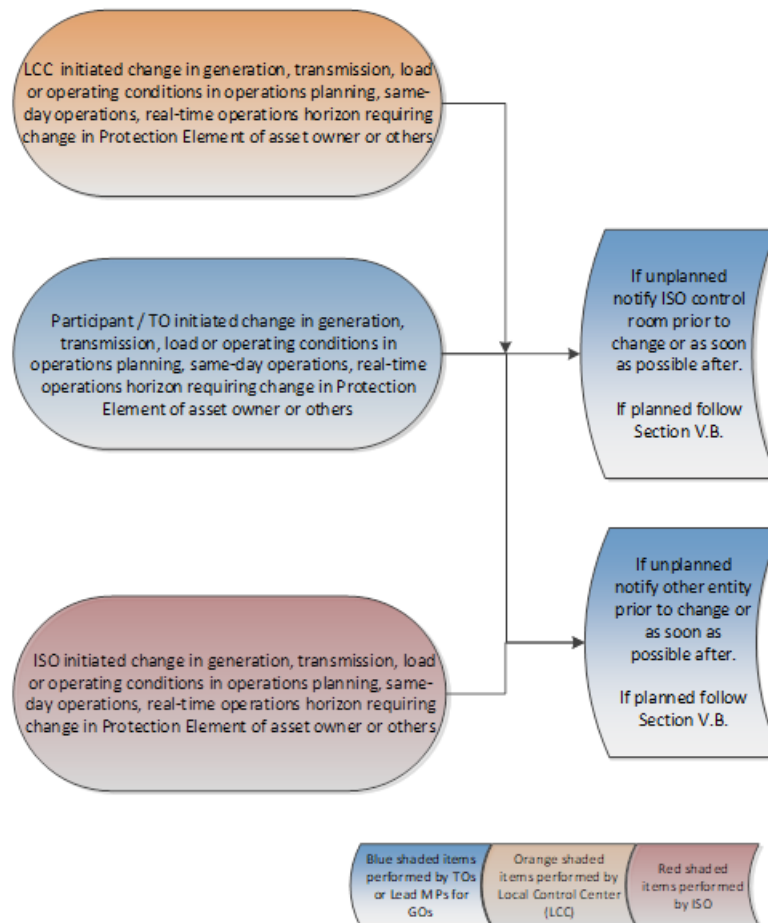 LCC initiated change in generation, transmission, load
or operating conditions in operations planning, same-
day operations, real-time operations horizon requiring
change in Protection Element of asset owner or others
Participant / TO initiated change in generation,
transmission, load or operating conditions in
operations planning, same-day operations, real-time
operations horizon requiring change in Protection
Element of asset owner or others
If unplanned
notify ISO control
room prior to
change or as soon
as possible after.
If planned follow
Section V.B.
If unplanned
notify other entity
prior to change or
as soon as
possible after.
If planned follow
Section V.B.
ISO initiated change in generation, transmission, load
or operating conditions in operations planning, same-
day operations, real-time operations horizon requiring
change in Protection Element of asset owner or others
Blue shaded items
performed by TOs
or Lead MPs for
GOs
Orange shaded
items performed by
Local Control Center
(LCC)
Red shaded
items performed
by ISO